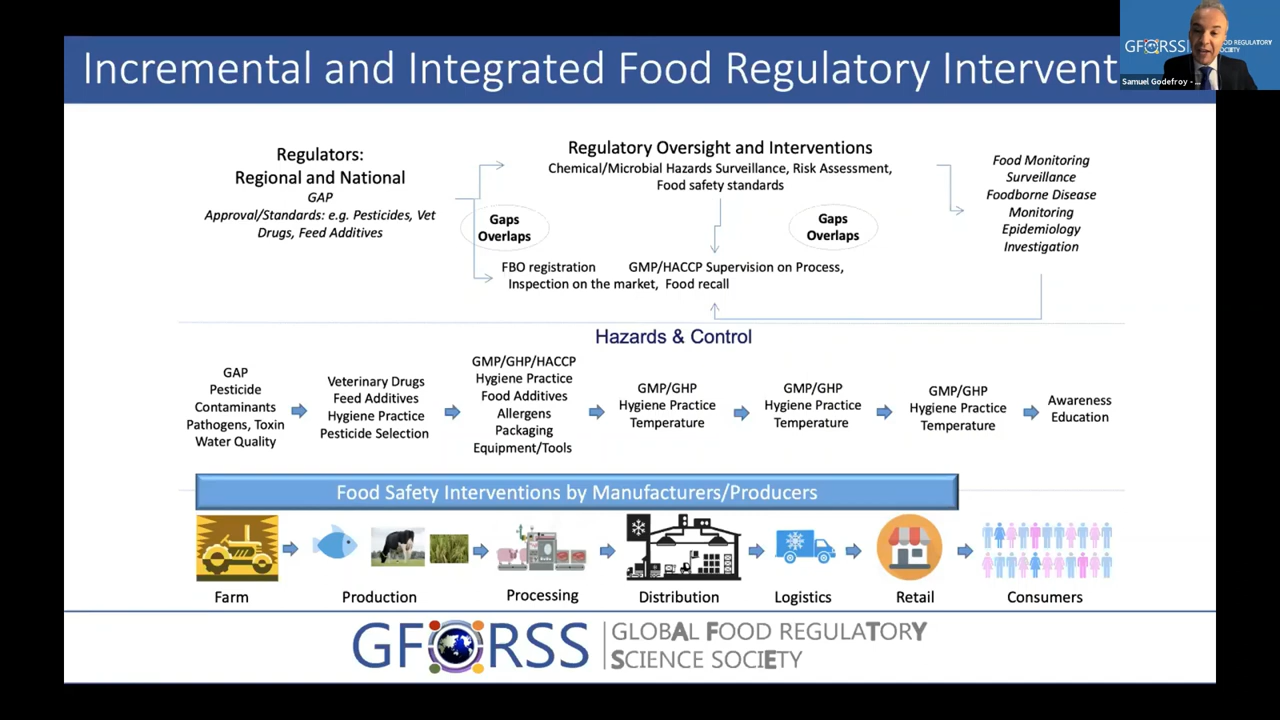 Incremental and Integrated Food Regulatory Intervent
GFORSS
FOOD REGULATORY
Samuel Godefroy - ...
Regulators:
Regional and National
GAP
Approval/Standards: e.g. Pesticides, Vet
Drugs, Feed Additives
Regulatory Oversight and Interventions
Chemical/Microbial Hazards Surveillance, Risk Assessment,
Food safety standards
Food Monitoring
Surveillance
Foodborne Disease
Monitoring
Epidemiology
Investigation
Gaps
Overlaps
Gaps
Overlaps
FBO registration GMP/HACCP Supervision on Process,
Inspection on the market, Food recall
Hazards & Control
GAP
Pesticide
Contaminants
Pathogens, Toxin
Water Quality
Veterinary Drugs
Feed Additives
Hygiene Practice
Pesticide Selection
GMP/GHP/HACCP
Hygiene Practice
Food Additives
Allergens
Packaging
Equipment/Tools
GMP/GHP
Hygiene Practice
Temperature
GMP/GHP
Hygiene Practice
Temperature
GMP/GHP
Hygiene Practice
Temperature
Awareness
Education
Food Safety Interventions by Manufacturers/Producers
Farm
Production
Processing
Distribution
Logistics
Retail
Consumers
GFORSS
GLOBAL FOOD REGULATORY
SCIENCE SOCIETY